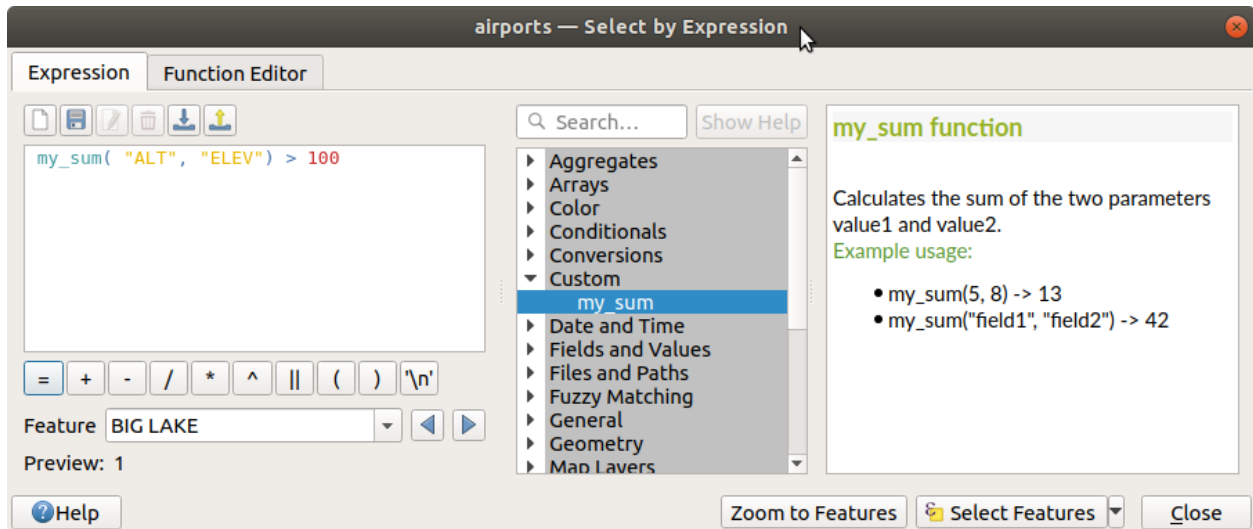 airports — Select by Expression
Expression
Function Editor
my_sum( "ALT", "ELEV") > 100
= + - / * ^ || ( ) '\n'
Feature BIG LAKE
Preview: 1
Search...
Show Help
Aggregates
Arrays
Color
Conditionals
Conversions
Custom
my_sum
Date and Time
Fields and Values
Files and Paths
Fuzzy Matching
General
Geometry
Map Layers
my_sum function
Calculates the sum of the two parameters
value1 and value2.
Example usage:
• my_sum(5, 8) -> 13
• my_sum("field1", "field2") -> 42
Help
Zoom to Features
Select Features
Close